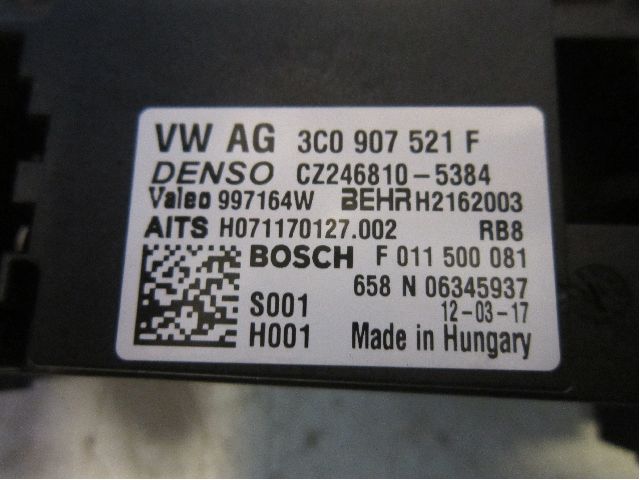 VW AG 3C0 907 521 F
DENSO CZ246810-5384
Valeo 997164W BEHR H2162003
AITS H071170127.002 RB8
BOSCH F 011 500 081
658 N 06345937
S001 12-03-17
H001 Made in Hungary